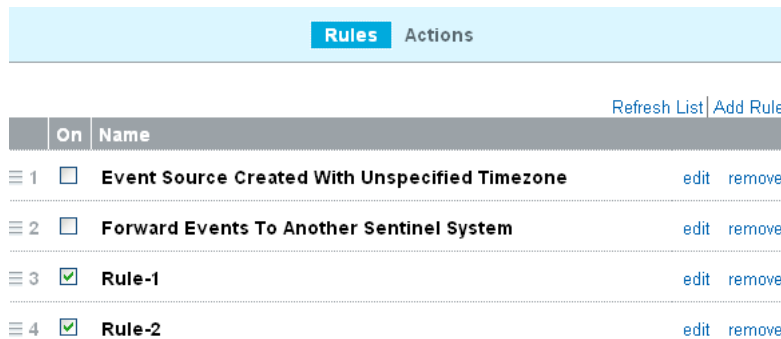 Rules Actions
Refresh List Add Rule
On Name
1 Event Source Created With Unspecified Timezone edit remove
2 Forward Events To Another Sentinel System edit remove
3 Rule-1 edit remove
4 Rule-2 edit remove